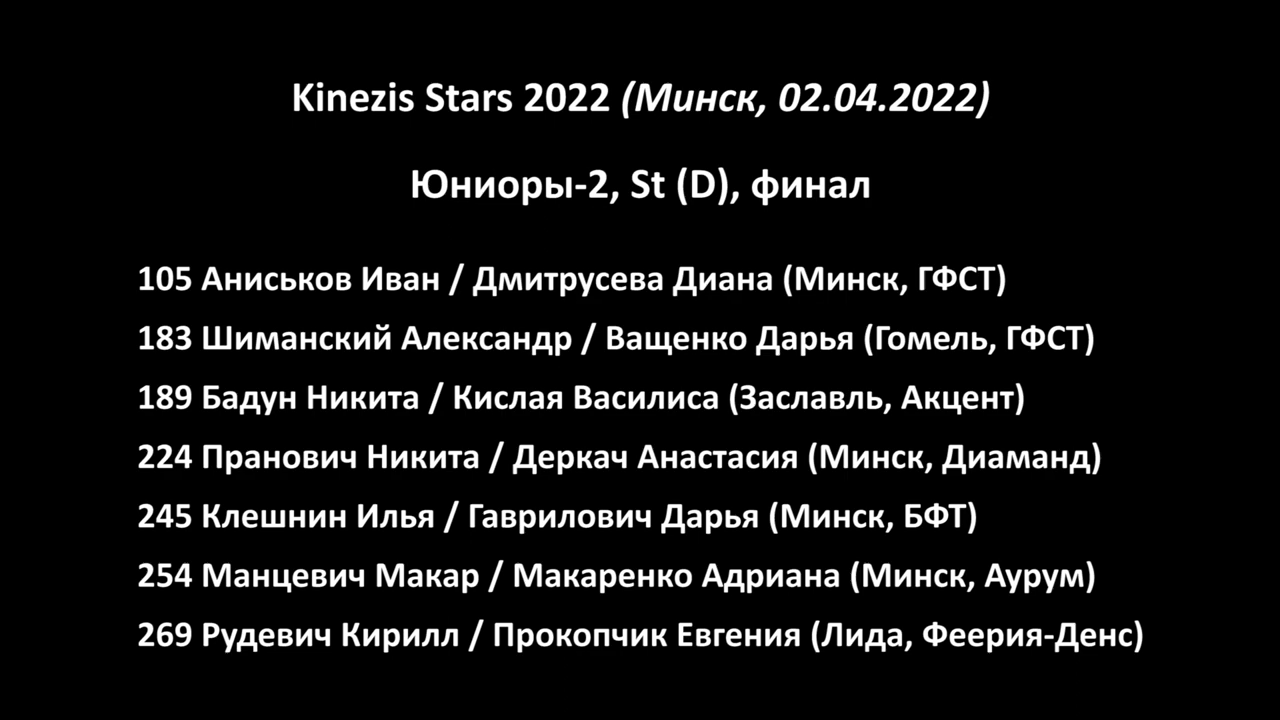 Kinezis Stars 2022 (Минск, 02.04.2022)
Юниоры-2, St (D), финал
105 Аниськов Иван / Дмитрусева Диана (Минск, ГФСТ)
183 Шиманский Александр / Ващенко Дарья (Гомель, ГФСТ)
189 Бадун Никита / Кислая Василиса (Заславль, Акцент)
224 Пранович Никита / Деркач Анастасия (Минск, Диаманд)
245 Клешнин Илья / Гаврилович Дарья (Минск, БФТ)
254 Манцевич Макар / Макаренко Адриана (Минск, Аурум)
269 Рудевич Кирилл / Прокопчик Евгения (Лида, Феерия-Денс)